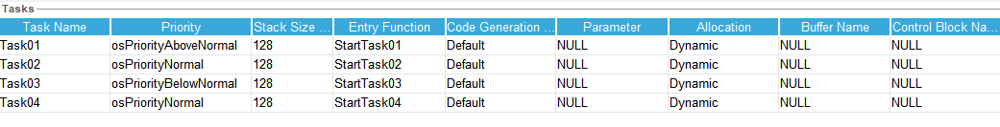 Tasks
Task Name Priority Stack Size ... Entry Function Code Generation ... Parameter Allocation Buffer Name Control Block Na...
Task01 osPriorityAboveNormal 128 StartTask01 Default NULL Dynamic NULL NULL
Task02 osPriorityNormal 128 StartTask02 Default NULL Dynamic NULL NULL
Task03 osPriorityBelowNormal 128 StartTask03 Default NULL Dynamic NULL NULL
Task04 osPriorityNormal 128 StartTask04 Default NULL Dynamic NULL NULL